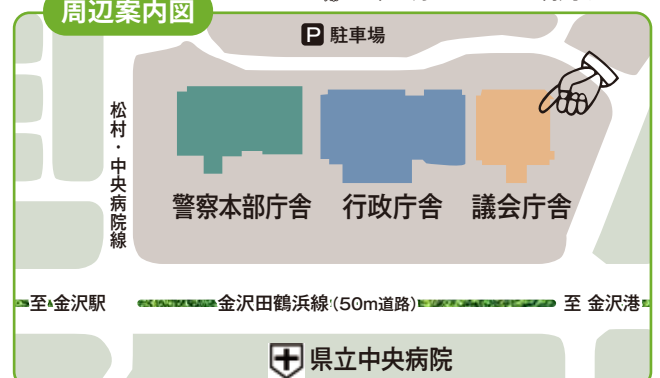 周辺案内図
P 駐車場
松村・中央病院線
警察本部庁舎
行政庁舎
議会庁舎
至 金沢駅
金沢田鶴浜線(50m道路)
至 金沢港
県立中央病院